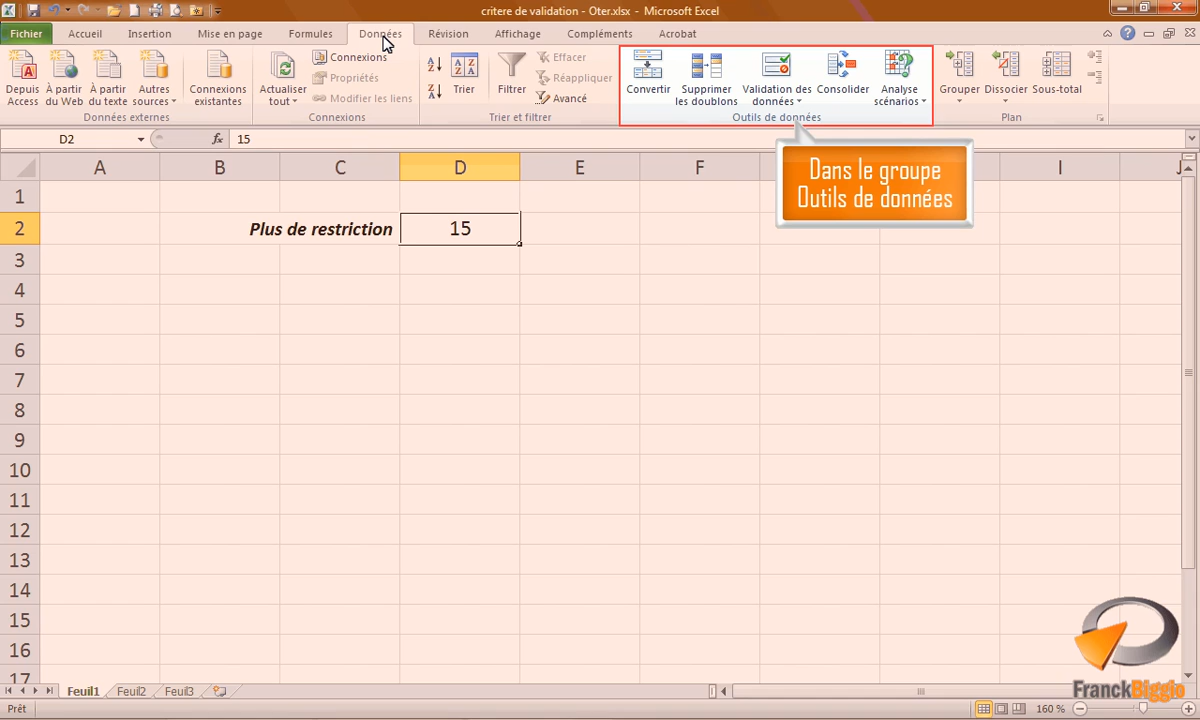 critere de validation - Oter.xlsx - Microsoft Excel
Fichier Accueil Insertion Mise en page Formules Données Révision Affichage Compléments Acrobat
Depuis Access
À partir du Web
À partir du texte
Autres sources
Connexions existantes
Données externes
Actualiser tout
Connexions
Propriétés
Modifier les liens
Connexions
Trier
Filtrer
Effacer
Réappliquer
Avancé
Trier et filtrer
Convertir
Supprimer les doublons
Validation des données
Consolider
Analyse scénarios
Outils de données
Grouper
Dissocier
Sous-total
Plan
D2 fx 15
Dans le groupe
Outils de données
A B C D E F I J
1
2 Plus de restriction 15
3
4
5
6
7
8
9
10
11
12
13
14
15
16
17
FranckBiggio
Feuil1 Feuil2 Feuil3
Prêt 160 %